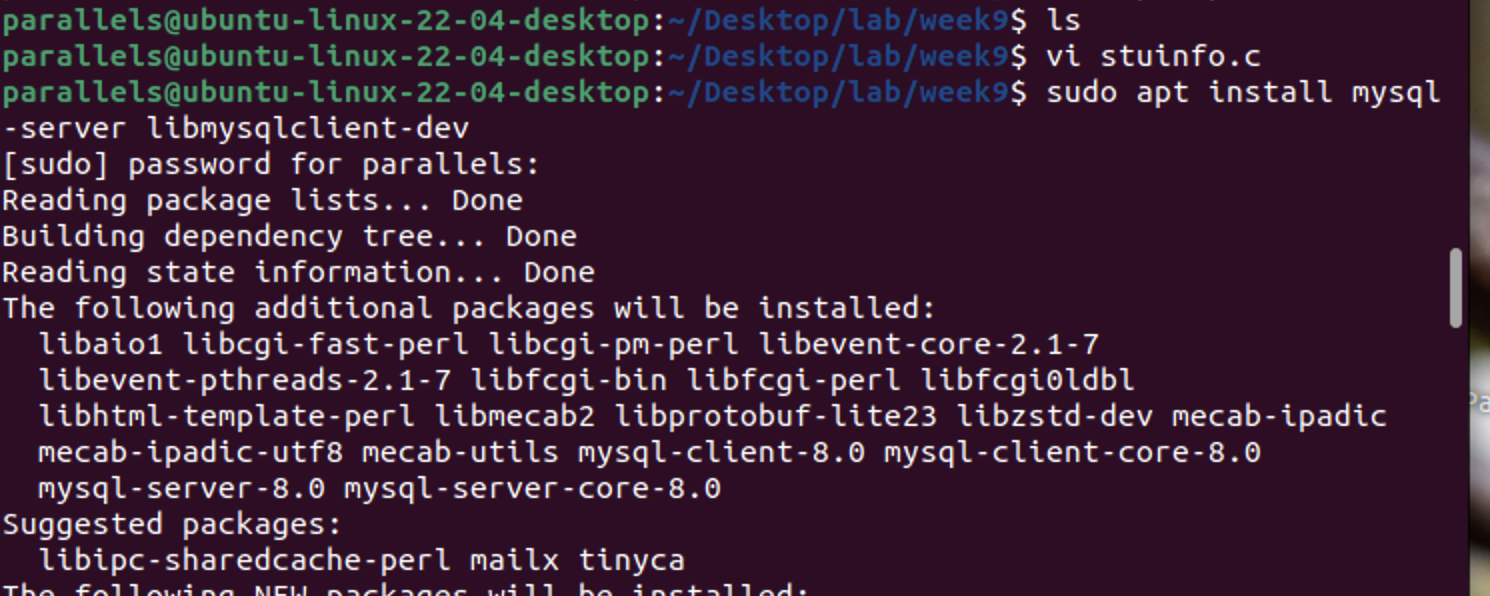 parallels@ubuntu-linux-22-04-desktop:~/Desktop/lab/week9$ ls
parallels@ubuntu-linux-22-04-desktop:~/Desktop/lab/week9$ vi stuinfo.c
parallels@ubuntu-linux-22-04-desktop:~/Desktop/lab/week9$ sudo apt install mysql
-server libmysqlclient-dev
[sudo] password for parallels:
Reading package lists... Done
Building dependency tree... Done
Reading state information... Done
The following additional packages will be installed:
  libaio1 libcgi-fast-perl libcgi-pm-perl libevent-core-2.1-7
  libevent-pthreads-2.1-7 libfcgi-bin libfcgi-perl libfcgi0ldbl
  libhtml-template-perl libmecab2 libprotobuf-lite23 libzstd-dev mecab-ipadic
  mecab-ipadic-utf8 mecab-utils mysql-client-8.0 mysql-client-core-8.0
  mysql-server-8.0 mysql-server-core-8.0
Suggested packages:
  libipc-sharedcache-perl mailx tinyca
The following NEW packages will be installed: